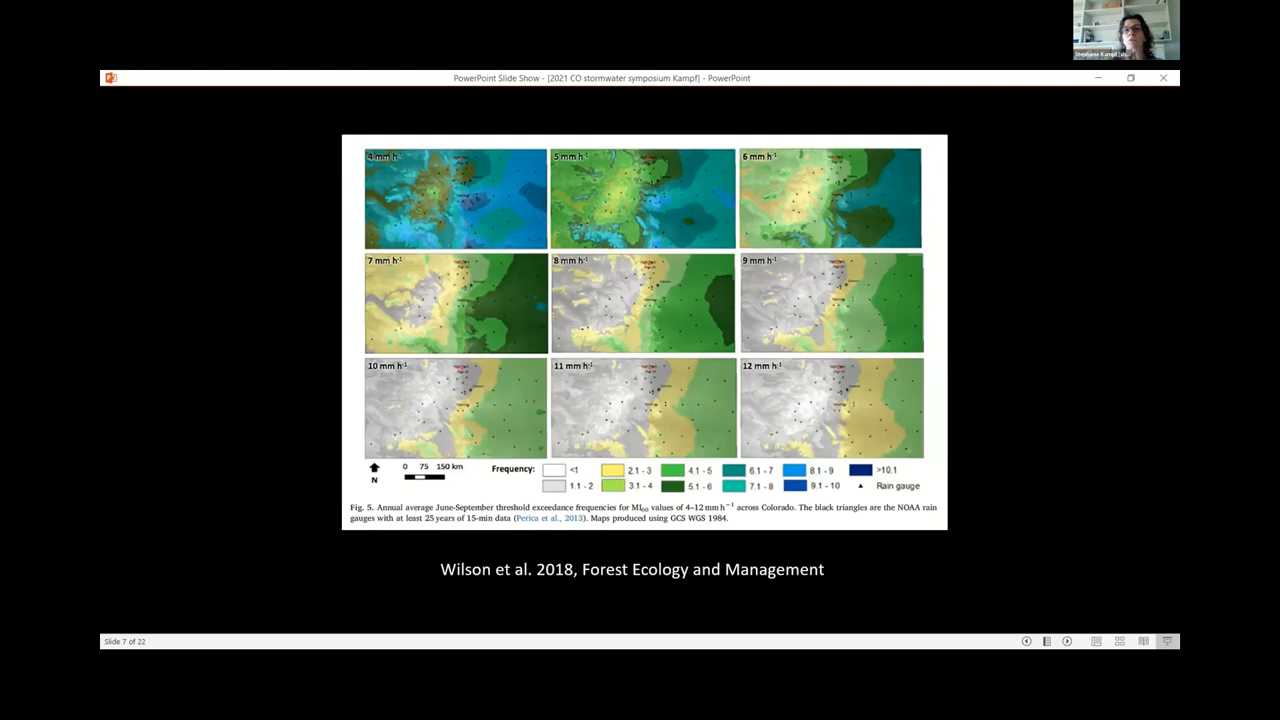 Stephanie Kampf
PowerPoint Slide Show - [2021 CO stormwater symposium Kampf] - PowerPoint
4 mm h⁻¹
5 mm h⁻¹
6 mm h⁻¹
7 mm h⁻¹
8 mm h⁻¹
9 mm h⁻¹
10 mm h⁻¹
11 mm h⁻¹
12 mm h⁻¹
0 75 150 km
N
Frequency:
<1
2.1 - 3
4.1 - 5
6.1 - 7
8.1 - 9
>10.1
1.1 - 2
3.1 - 4
5.1 - 6
7.1 - 8
9.1 - 10
Rain gauge
Fig. 5. Annual average June-September threshold exceedance frequencies for MI₆₀ values of 4–12 mm h⁻¹ across Colorado. The black triangles are the NOAA rain
gauges with at least 25 years of 15-min data (Perica et al., 2013). Maps produced using GCS WGS 1984.
Wilson et al. 2018, Forest Ecology and Management
Slide 7 of 22